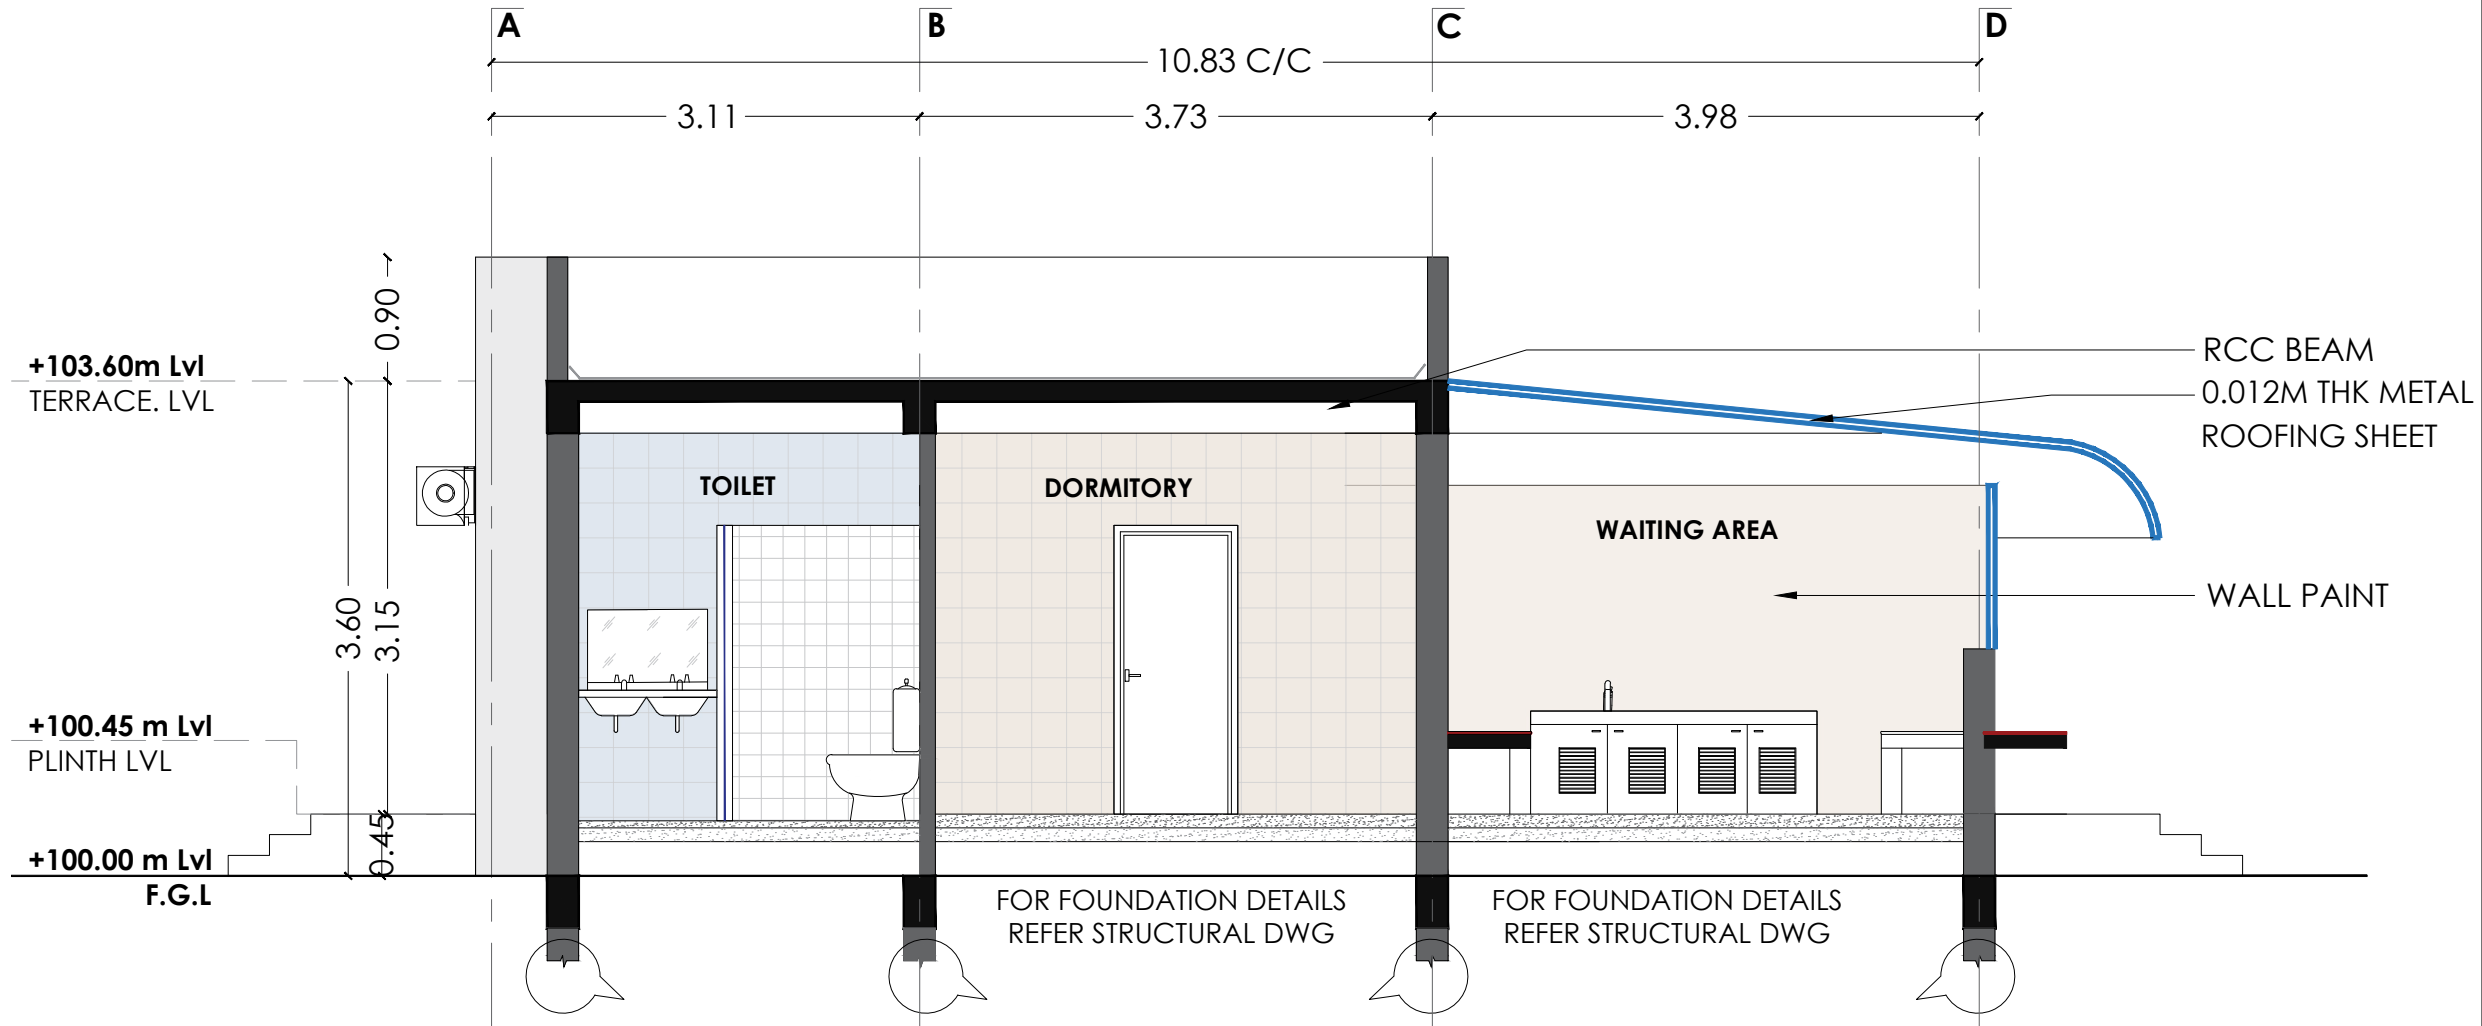 A
B
C
D
10.83 C/C
3.11
3.73
3.98
0.90
+103.60m Lvl
TERRACE. LVL
RCC BEAM
0.012M THK METAL
ROOFING SHEET
TOILET
DORMITORY
WAITING AREA
WALL PAINT
3.60
3.15
+100.45 m Lvl
PLINTH LVL
0.45
+100.00 m Lvl
F.G.L
FOR FOUNDATION DETAILS
REFER STRUCTURAL DWG
FOR FOUNDATION DETAILS
REFER STRUCTURAL DWG